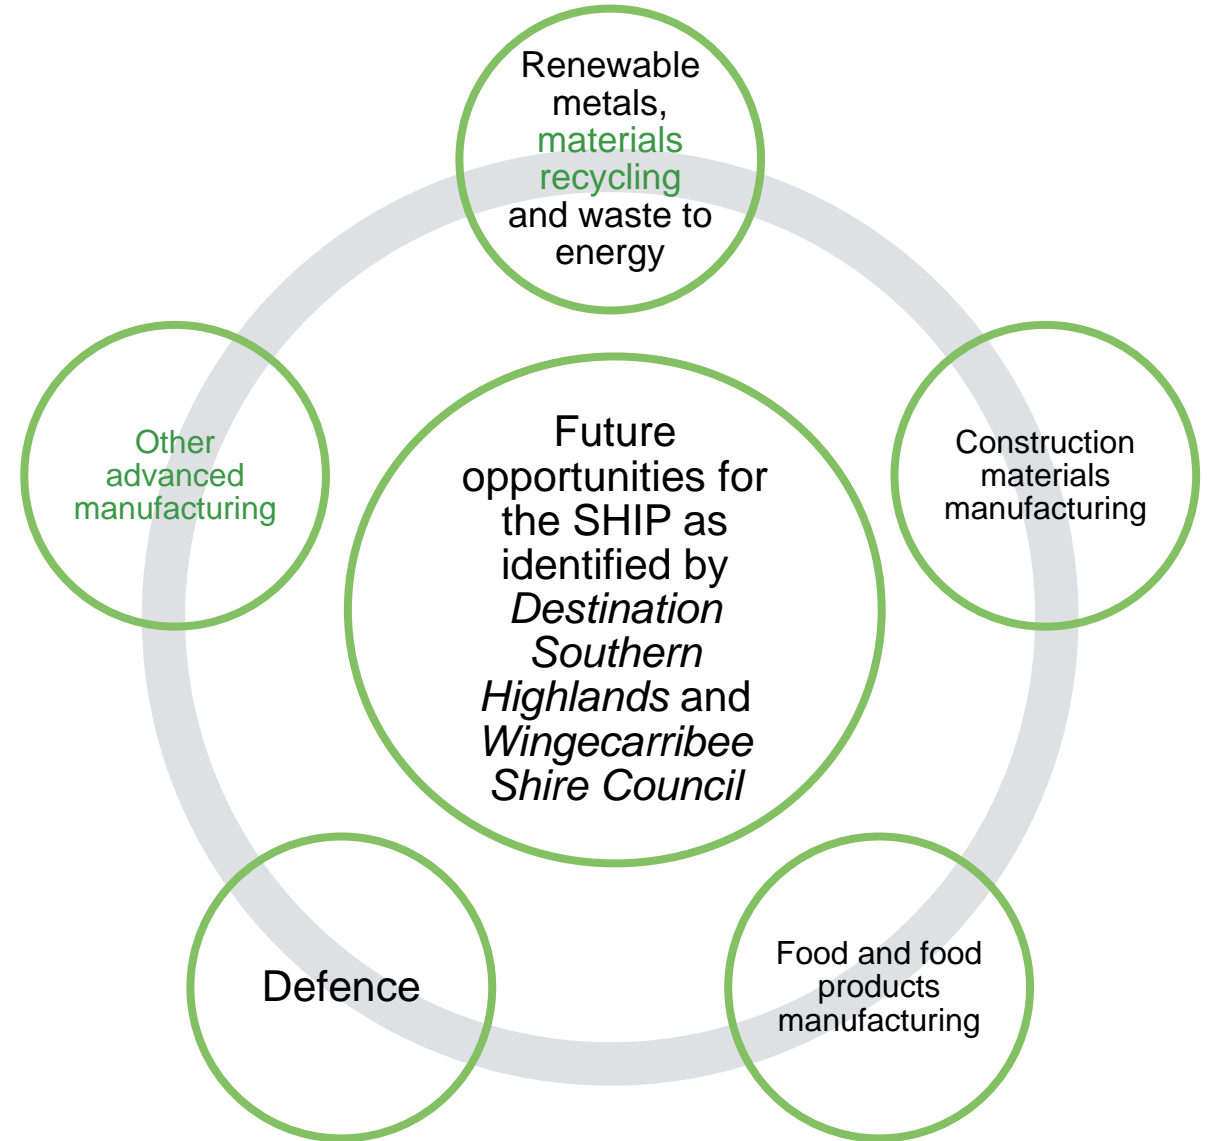 Renewable
metals,
materials
recycling
and waste to
energy
Other
advanced
manufacturing
Future
opportunities for
the SHIP as
identified by
Destination
Southern
Highlands and
Wingecarribee
Shire Council
Construction
materials
manufacturing
Defence
Food and food
products
manufacturing